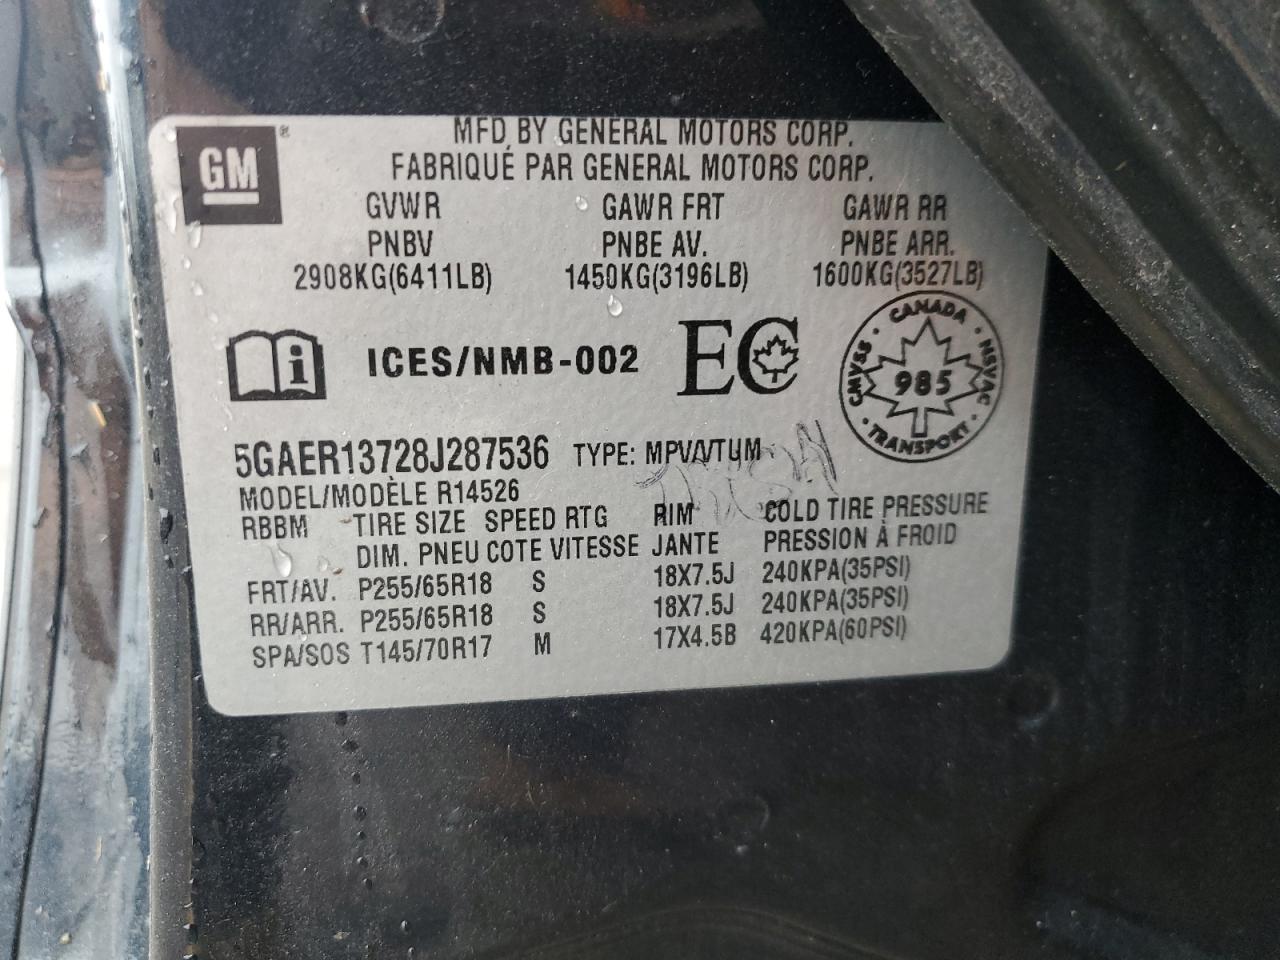 GM ®
MFD BY GENERAL MOTORS CORP.
FABRIQUÉ PAR GENERAL MOTORS CORP.
GVWR GAWR FRT GAWR RR
PNBV PNBE AV. PNBE ARR.
2908KG(6411LB) 1450KG(3196LB) 1600KG(3527LB)
i ICES/NMB-002 EC
CANADA
CMVSS · NSVAC
985
· TRANSPORT ·
5GAER13728J287536 TYPE: MPV/VTUM
MODEL/MODÈLE R14526
RBBM TIRE SIZE SPEED RTG RIM COLD TIRE PRESSURE
DIM. PNEU COTE VITESSE JANTE PRESSION À FROID
FRT/AV. P255/65R18 S 18X7.5J 240KPA(35PSI)
RR/ARR. P255/65R18 S 18X7.5J 240KPA(35PSI)
SPA/SOS T145/70R17 M 17X4.5B 420KPA(60PSI)